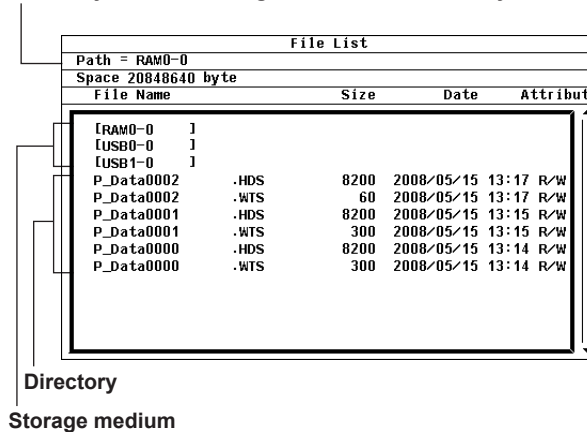 File List
Path = RAM0-0
Space 20848640 byte
File Name Size Date
[RAM0-0 ]
[USB0-0 ]
[USB1-0 ]
P_Data0002 .HDS 8200 2008/05/15 13:17 R/W
P_Data0002 .WTS 60 2008/05/15 13:17 R/W
P_Data0001 .HDS 8200 2008/05/15 13:15 R/W
P_Data0001 .WTS 300 2008/05/15 13:15 R/W
P_Data0000 .HDS 8200 2008/05/15 13:14 R/W
P_Data0000 .WTS 300 2008/05/15 13:14 R/W
Directory
Storage medium